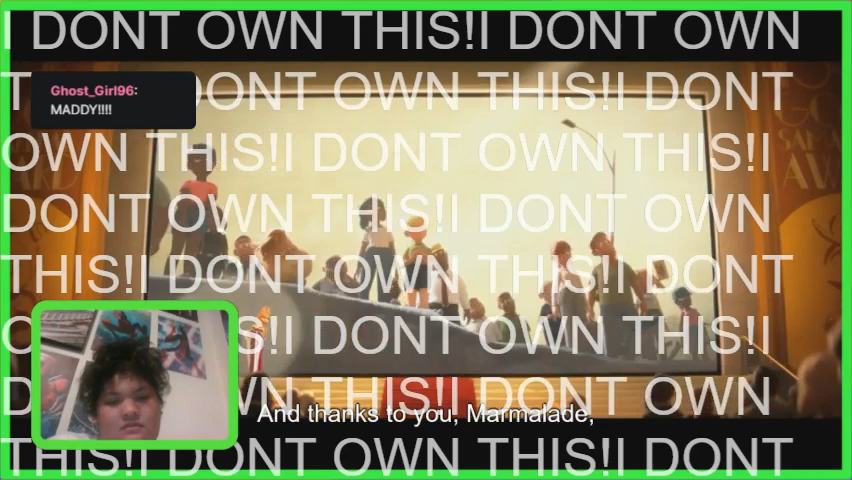 I DONT OWN THIS!I DONT OWN
THIS!I DONT OWN THIS!I DONT
Ghost_Girl96:
MADDY!!!!
OWN THIS!I DONT OWN THIS!I
DONT OWN THIS!I DONT OWN
THIS!I DONT OWN THIS!I DONT
OWN THIS!I DONT OWN THIS!I
DONT OWN THIS!I DONT OWN
And thanks to you, Marmalade,
THIS!I DONT OWN THIS!I DONT